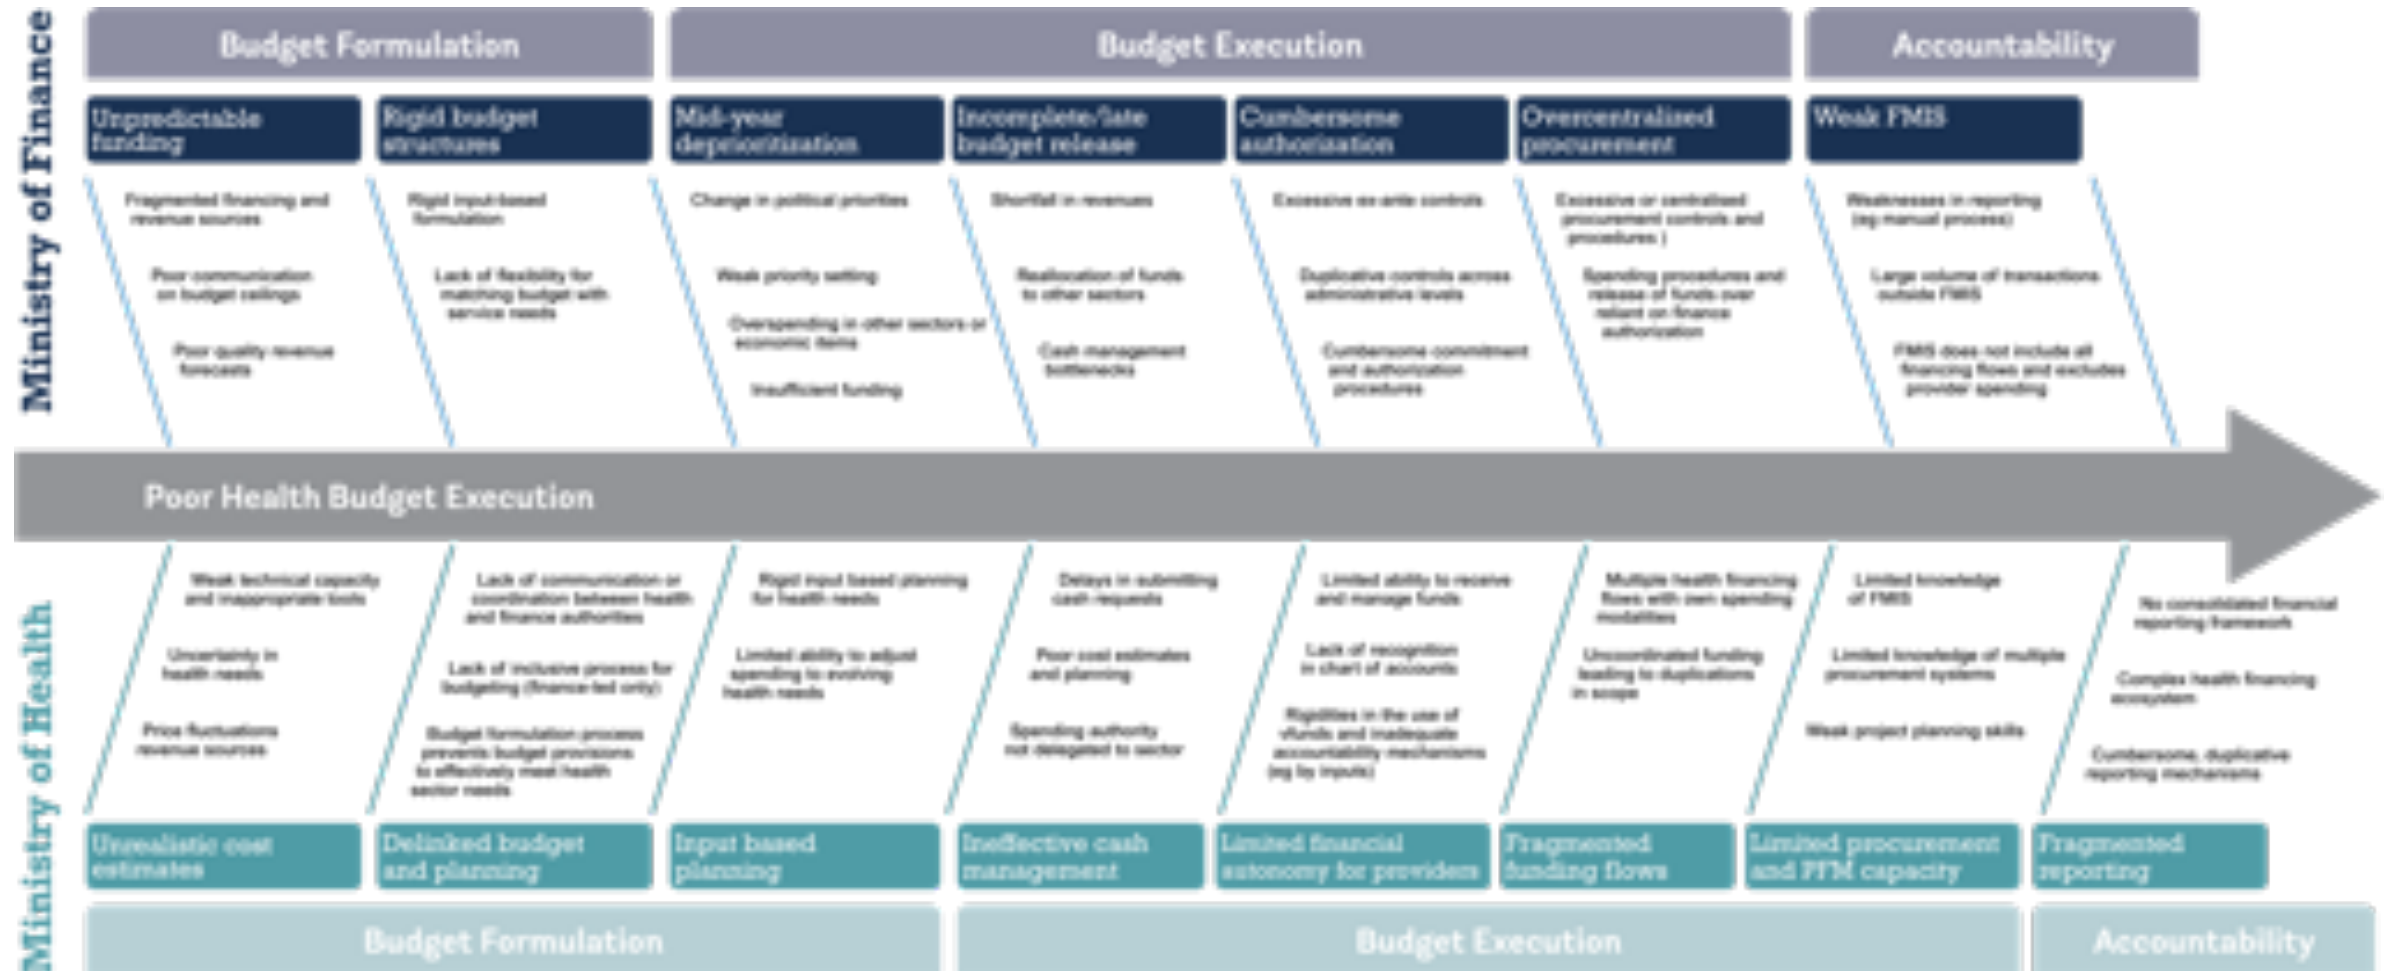 Ministry of Finance
Budget Formulation
Budget Execution
Accountability
Unpredictable
funding
Rigid budget
structures
Mid-year
deprioritization
Incomplete/late
budget release
Cumbersome
authorization
Overcentralised
procurement
Weak FMIS
Fragmented financing and
revenue sources
Poor communication
on budget ceilings
Poor quality revenue
forecasts
Rigid input-based
formulation
Lack of flexibility for
matching budget with
service needs
Change in political priorities
Weak priority setting
Overspending in other sectors or
economic items
Insufficient funding
Shortfall in revenues
Reallocation of funds
to other sectors
Cash management
bottlenecks
Excessive ex-ante controls
Duplicative controls across
administrative levels
Cumbersome commitment
and authorization
procedures
Excessive or centralised
procurement controls and
procedures )
Spending procedures and
release of funds over
reliant on finance
authorization
Weaknesses in reporting
(eg manual process)
Large volume of transactions
outside FMIS
FMIS does not include all
financing flows and excludes
provider spending
Poor Health Budget Execution
Ministry of Health
Weak technical capacity
and inappropriate tools
Uncertainty in
health needs
Price fluctuations
revenue sources
Lack of communication or
coordination between health
and finance authorities
Lack of inclusive process for
budgeting (finance-led only)
Budget formulation process
prevents budget provisions
to effectively meet health
sector needs
Rigid input based planning
for health needs
Limited ability to adjust
spending to evolving
health needs
Delays in submitting
cash requests
Poor cost estimates
and planning
Spending authority
not delegated to sector
Limited ability to receive
and manage funds
Lack of recognition
in chart of accounts
Rigidities in the use of
vfunds and inadequate
accountability mechanisms
(eg by inputs)
Multiple health financing
flows with own spending
modalities
Uncoordinated funding
leading to duplications
in scope
Limited knowledge
of FMIS
Limited knowledge of multiple
procurement systems
Weak project planning skills
No consolidated financial
reporting framework
Complex health financing
ecosystem
Cumbersome, duplicative
reporting mechanisms
Unrealistic cost
estimates
Delinked budget
and planning
Input based
planning
Ineffective cash
management
Limited financial
autonomy for providers
Fragmented
funding flows
Limited procurement
and PFM capacity
Fragmented
reporting
Budget Formulation
Budget Execution
Accountability